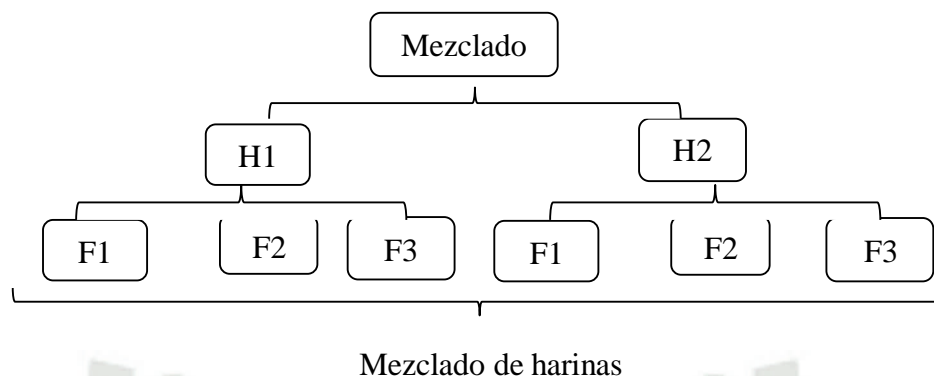 Mezclado
H1 H2
F1 F2 F3 F1 F2 F3
Mezclado de harinas